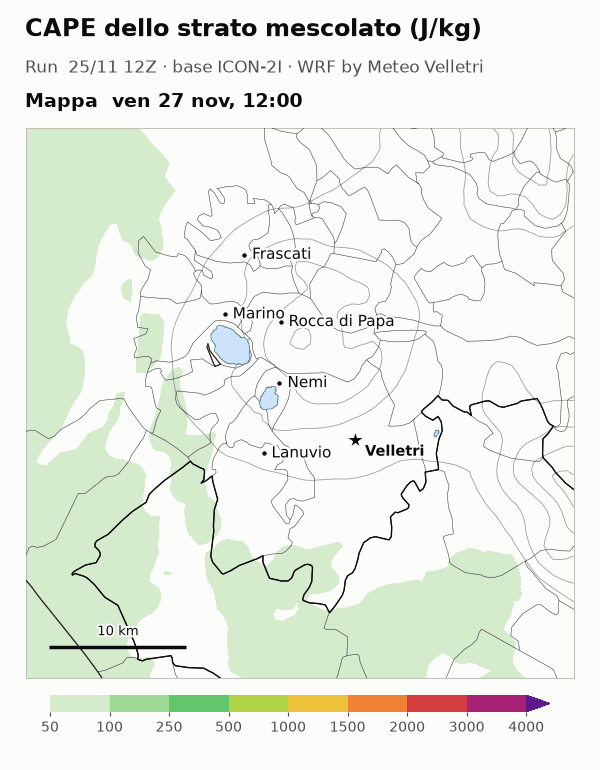 CAPE dello strato mescolato (J/kg)
Run 25/11 12Z · base ICON-2I · WRF by Meteo Velletri
Mappa ven 27 nov, 12:00
Frascati
Marino
Rocca di Papa
Nemi
Velletri
Lanuvio
10 km
50 100 250 500 1000 1500 2000 3000 4000